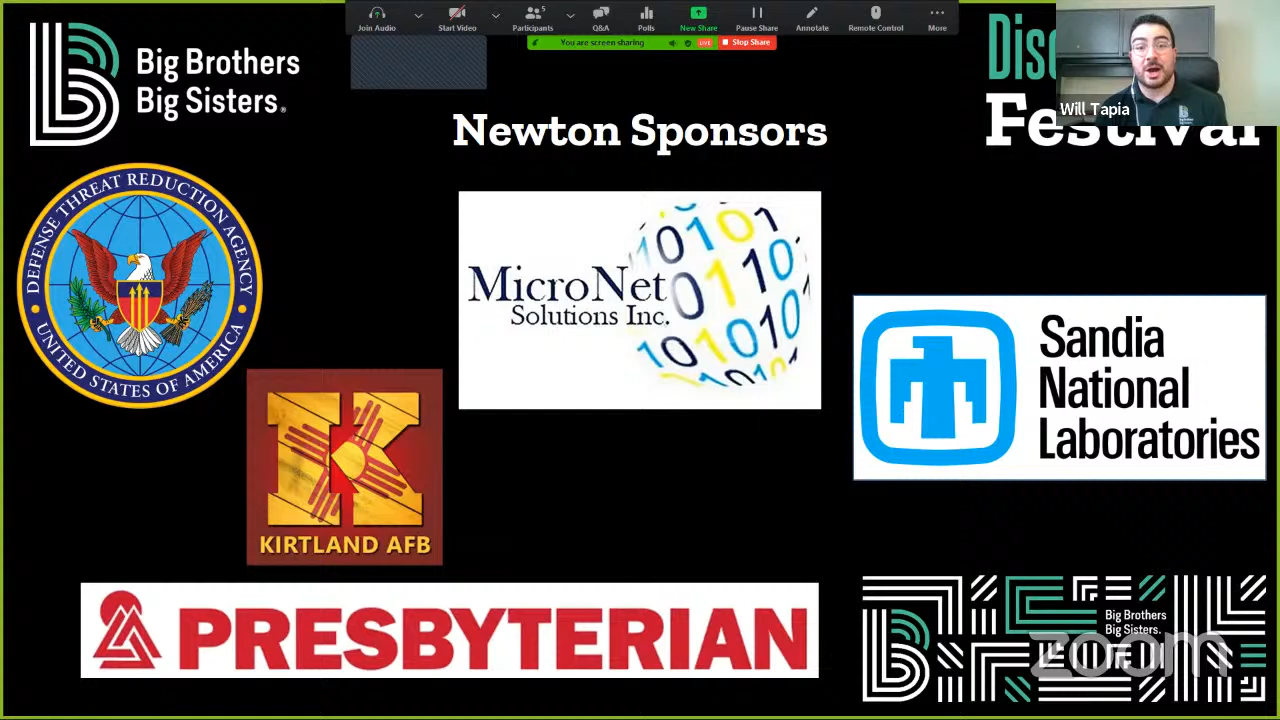 Join Audio
Start Video
Participants
5
Q&A
Polls
New Share
Pause Share
Annotate
Remote Control
More
You are screen sharing
LIVE
Stop Share
Big Brothers
Big Sisters.
Newton Sponsors
Festival
Will Tapia
DEFENSE THREAT REDUCTION AGENCY
UNITED STATES OF AMERICA
MicroNet
Solutions Inc.
Sandia
National
Laboratories
KIRTLAND AFB
PRESBYTERIAN
Big Brothers
Big Sisters.
zoom